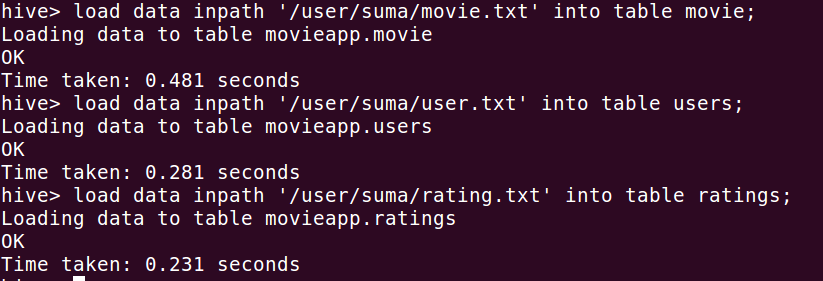 hive> load data inpath '/user/suma/movie.txt' into table movie;
Loading data to table movieapp.movie
OK
Time taken: 0.481 seconds
hive> load data inpath '/user/suma/user.txt' into table users;
Loading data to table movieapp.users
OK
Time taken: 0.281 seconds
hive> load data inpath '/user/suma/rating.txt' into table ratings;
Loading data to table movieapp.ratings
OK
Time taken: 0.231 seconds